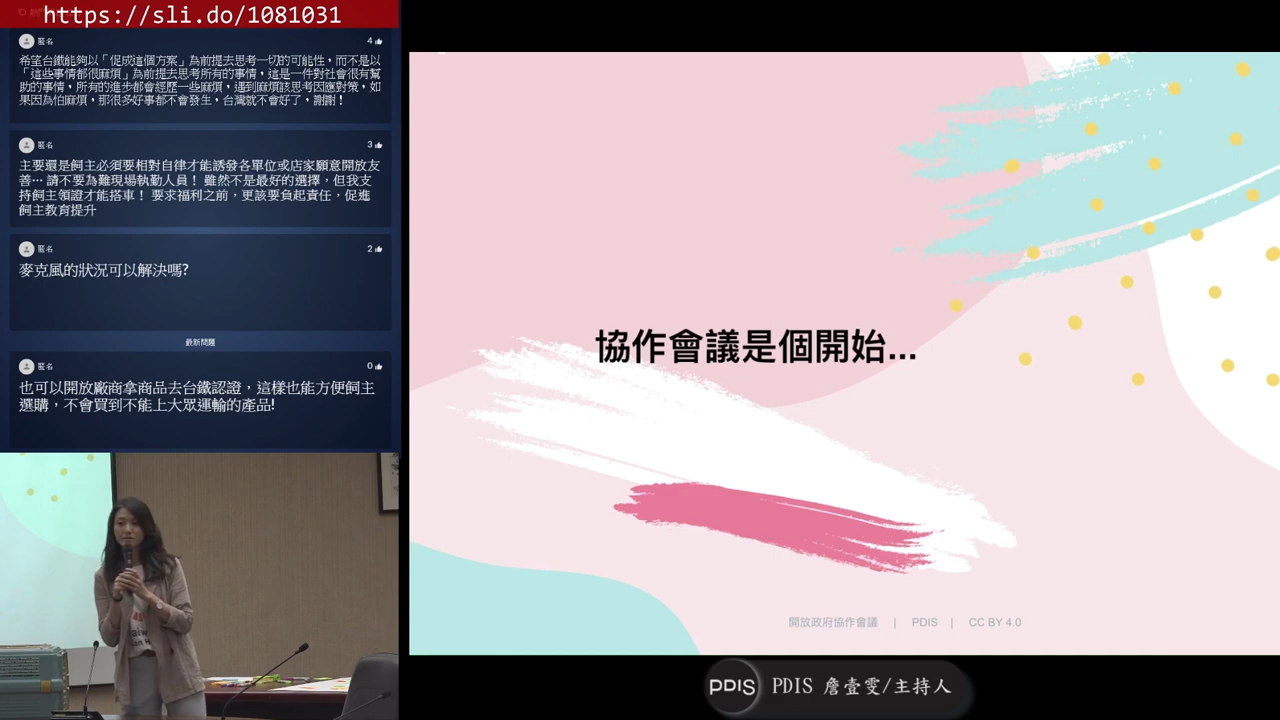 https://sli.do/1081031
匿名
4
希望台鐵能夠以「促成這個方案」為前提去思考一切的可能性，而不是以
「這些事情都很麻煩」為前提去思考所有的事情，這是一件對社會很有幫
助的事情，所有的進步都會經歷一些麻煩，遇到麻煩該思考因應對策，如
果因為怕麻煩，那很多好事都不會發生，台灣就不會好了，謝謝！
匿名
3
主要還是飼主必須要相對自律才能誘發各單位或店家願意開放友
善… 請不要為難現場執勤人員！ 雖然不是最好的選擇，但我支
持飼主領證才能搭車！ 要求福利之前，更該要負起責任，促進
飼主教育提升
匿名
2
麥克風的狀況可以解決嗎?
最新問題
匿名
0
也可以開放廠商拿商品去台鐵認證，這樣也能方便飼主
選購，不會買到不能上大眾運輸的產品!
協作會議是個開始...
開放政府協作會議 | PDIS | CC BY 4.0
PDIS PDIS 詹壹雯/主持人